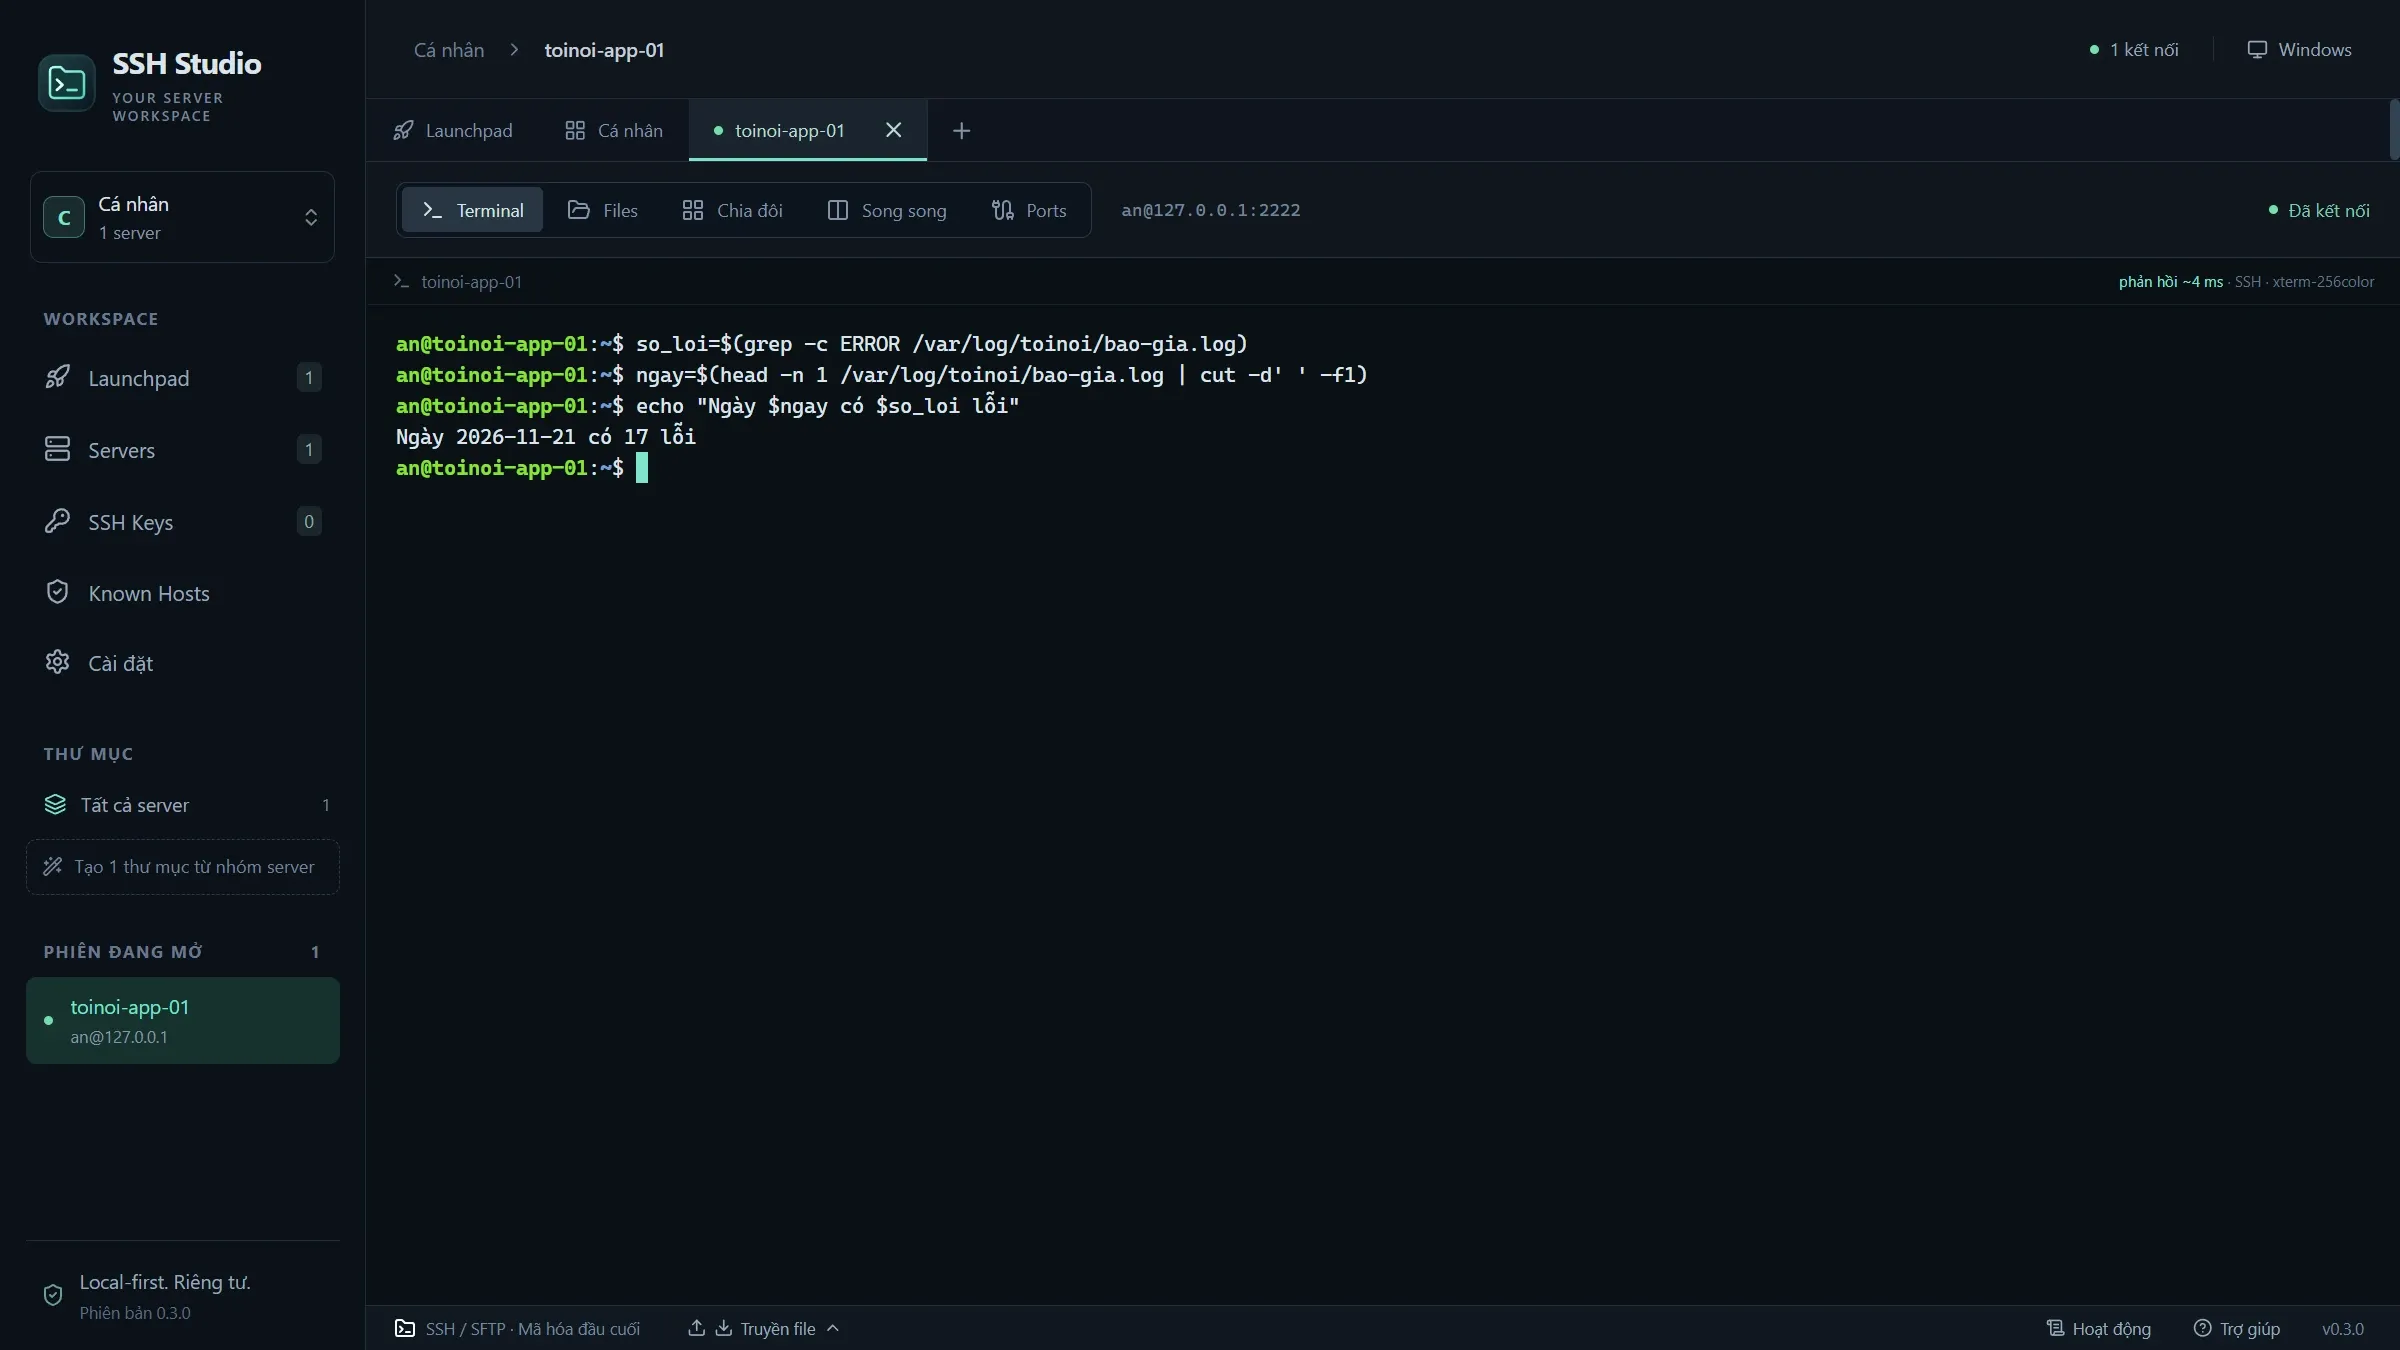 SSH Studio
YOUR SERVER
WORKSPACE
C
Cá nhân
1 server
WORKSPACE
Launchpad 1
Servers 1
SSH Keys 0
Known Hosts
Cài đặt
THƯ MỤC
Tất cả server 1
Tạo 1 thư mục từ nhóm server
PHIÊN ĐANG MỞ 1
toinoi-app-01
an@127.0.0.1
Local-first. Riêng tư.
Phiên bản 0.3.0
Cá nhân > toinoi-app-01
1 kết nối
Windows
Launchpad
Cá nhân
toinoi-app-01
Terminal
Files
Chia đôi
Song song
Ports
an@127.0.0.1:2222
Đã kết nối
toinoi-app-01
phản hồi ~4 ms · SSH · xterm-256color
an@toinoi-app-01:~$ so_loi=$(grep -c ERROR /var/log/toinoi/bao-gia.log)
an@toinoi-app-01:~$ ngay=$(head -n 1 /var/log/toinoi/bao-gia.log | cut -d' ' -f1)
an@toinoi-app-01:~$ echo "Ngày $ngay có $so_loi lỗi"
Ngày 2026-11-21 có 17 lỗi
an@toinoi-app-01:~$
SSH / SFTP · Mã hóa đầu cuối
Truyền file
Hoạt động
Trợ giúp
v0.3.0